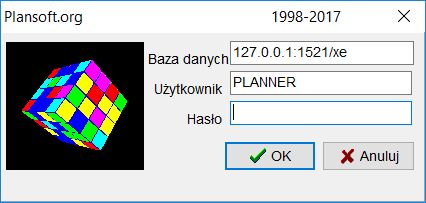 Plansoft.org 1998-2017
Baza danych 127.0.0.1:1521/xe
Użytkownik PLANNER
Hasło
OK Anuluj